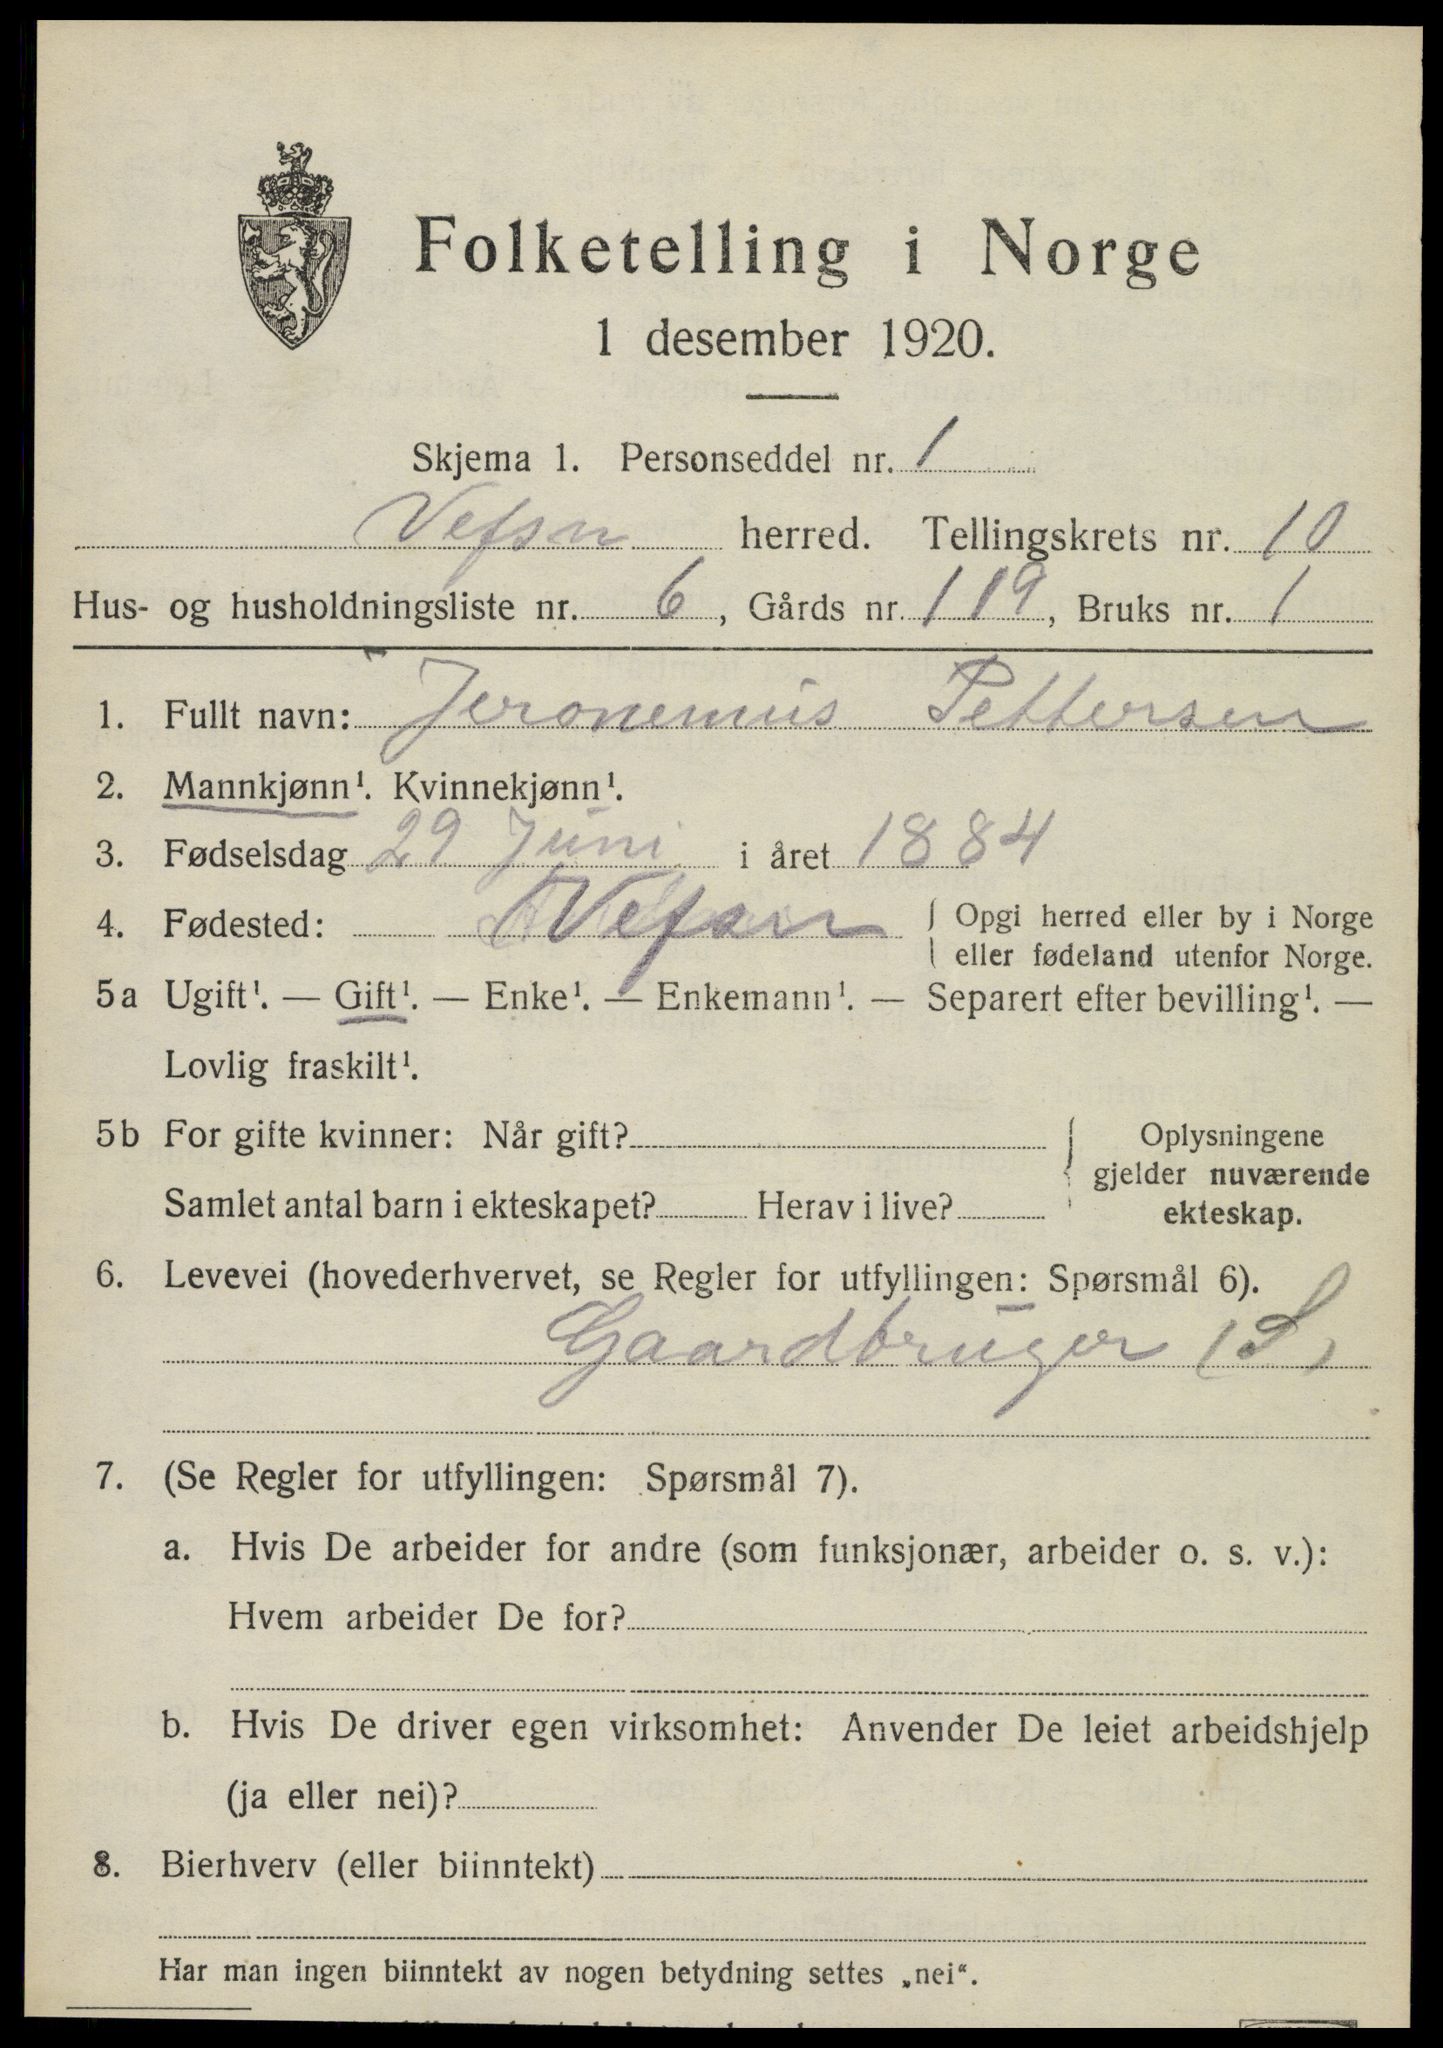 Folketelling i Norge
1 desember 1920.
Skjema 1. Personseddel nr. 1
Vefsn herred. Tellingskrets nr. 10
Hus- og husholdningsliste nr. 6, Gårds nr. 119, Bruks nr. 1
1. Fullt navn: Jeronemus Pettersen
2. Mannkjønn¹. Kvinnekjønn¹.
3. Fødselsdag 29 Juni i året 1884
4. Fødested: Vefsn { Opgi herred eller by i Norge
eller fødeland utenfor Norge.
5a Ugift¹. — Gift¹. — Enke¹. — Enkemann¹. — Separert efter bevilling¹. —
Lovlig fraskilt¹.
5b For gifte kvinner: Når gift? { Oplysningene
gjelder nuværende
Samlet antal barn i ekteskapet? Herav i live? ekteskap.
6. Levevei (hovederhvervet, se Regler for utfyllingen: Spørsmål 6).
Gaardbruger (S)
7. (Se Regler for utfyllingen: Spørsmål 7).
a. Hvis De arbeider for andre (som funksjonær, arbeider o. s. v.):
Hvem arbeider De for?
b. Hvis De driver egen virksomhet: Anvender De leiet arbeidshjelp
(ja eller nei)?
8. Bierhverv (eller biinntekt)
Har man ingen biinntekt av nogen betydning settes „nei“.